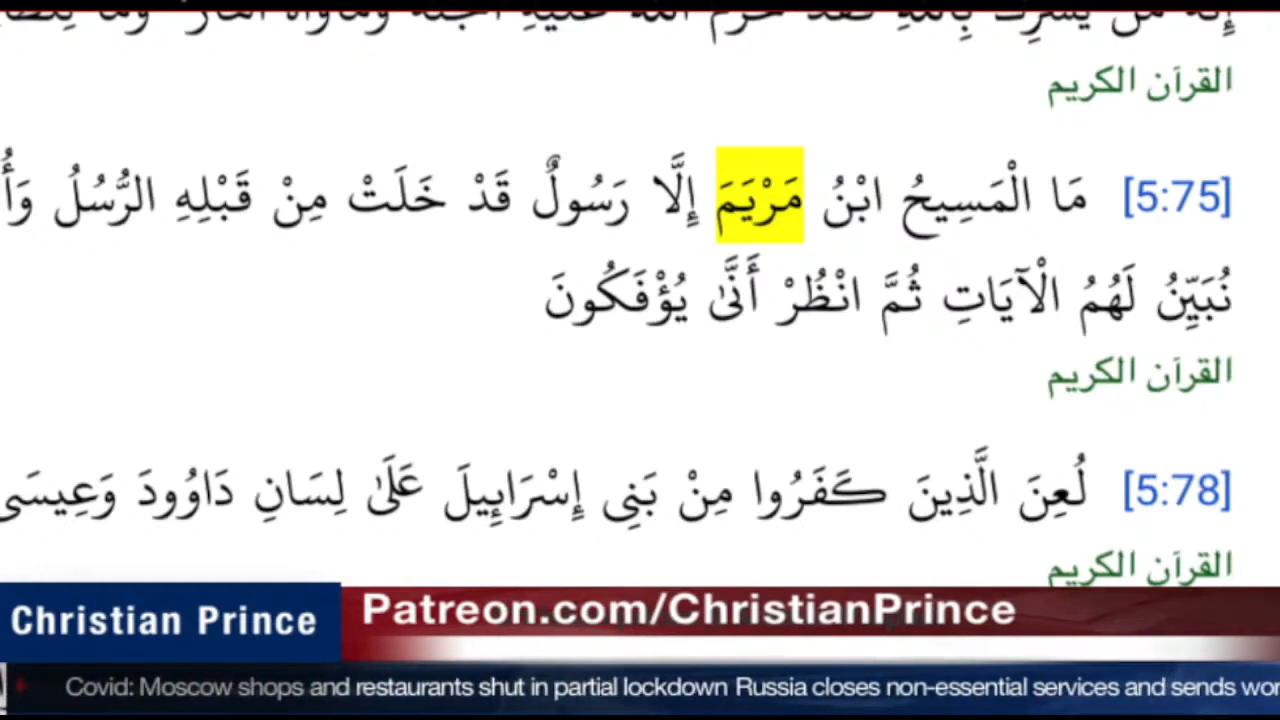 القرآن الكريم
[5:75] مَا الْمَسِيحُ ابْنُ مَرْيَمَ إِلَّا رَسُولٌ قَدْ خَلَتْ مِنْ قَبْلِهِ الرُّسُلُ
نُبَيِّنُ لَهُمُ الْآيَاتِ ثُمَّ انْظُرْ أَنَّىٰ يُؤْفَكُونَ
القرآن الكريم
[5:78] لُعِنَ الَّذِينَ كَفَرُوا مِنْ بَنِي إِسْرَائِيلَ عَلَىٰ لِسَانِ دَاوُودَ وَعِيسَى
القرآن الكريم
Christian Prince
Patreon.com/ChristianPrince
Covid: Moscow shops and restaurants shut in partial lockdown Russia closes non-essential services and sends